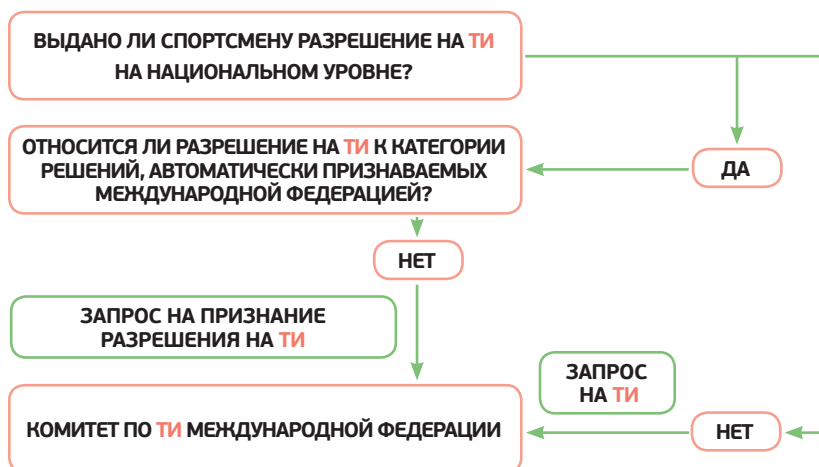 ВЫДАНО ЛИ СПОРТСМЕНУ РАЗРЕШЕНИЕ НА ТИ
НА НАЦИОНАЛЬНОМ УРОВНЕ?
ОТНОСИТСЯ ЛИ РАЗРЕШЕНИЕ НА ТИ К КАТЕГОРИИ
РЕШЕНИЙ, АВТОМАТИЧЕСКИ ПРИЗНАВАЕМЫХ
МЕЖДУНАРОДНОЙ ФЕДЕРАЦИЕЙ?
ДА
НЕТ
ЗАПРОС НА ПРИЗНАНИЕ
РАЗРЕШЕНИЯ НА ТИ
ЗАПРОС
НА ТИ
КОМИТЕТ ПО ТИ МЕЖДУНАРОДНОЙ ФЕДЕРАЦИИ
НЕТ